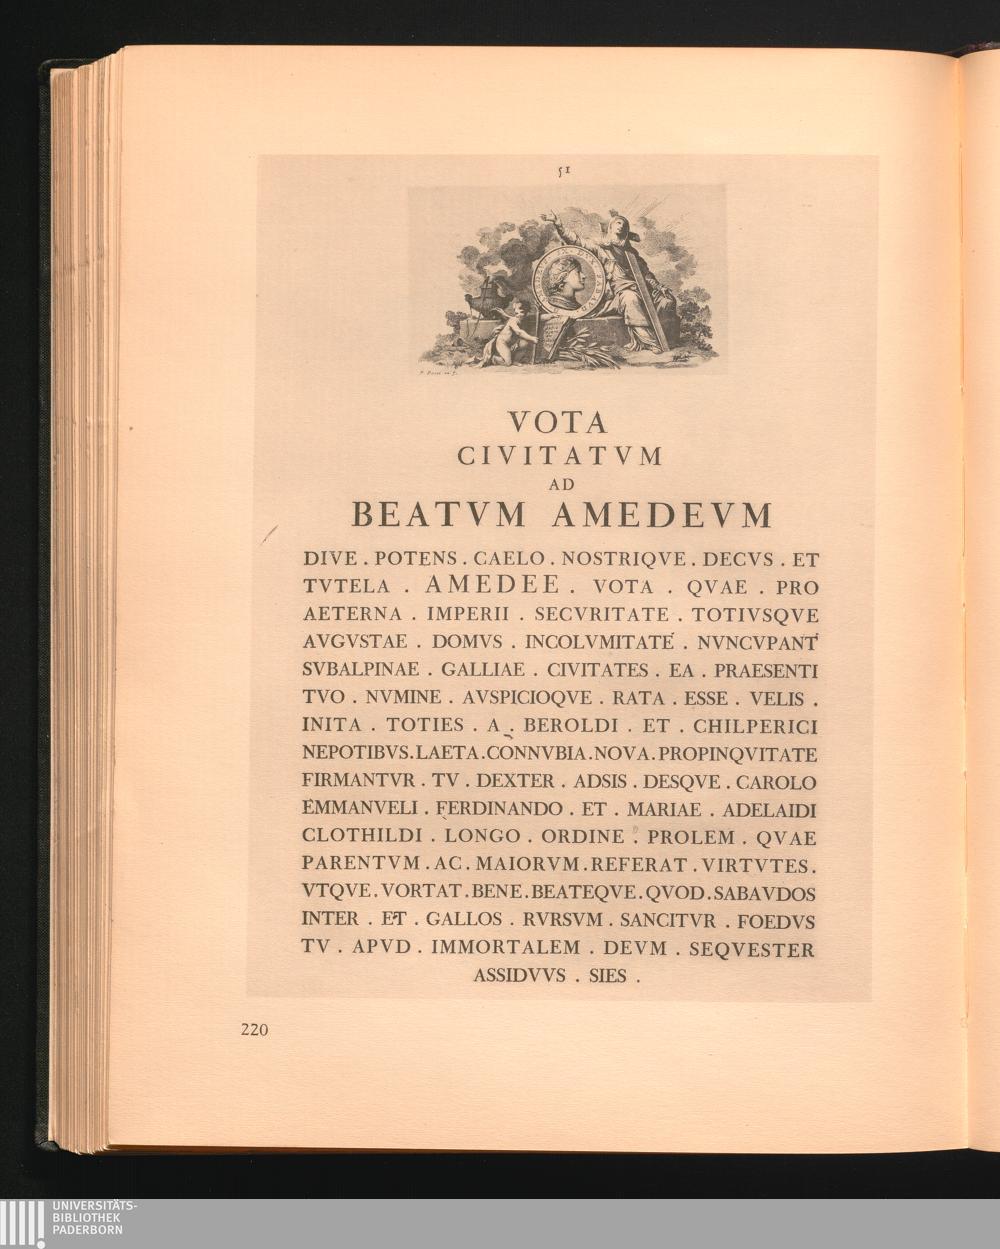 51
VOTA
CIVITATVM
AD
BEATVM AMEDEVM
DIVE . POTENS . CAELO . NOSTRIQVE . DECVS . ET
TVTELA . AMEDEE . VOTA . QVAE . PRO
AETERNA . IMPERII . SECVRITATE . TOTIVSQVE
AVGVSTAE . DOMVS . INCOLVMITATE . NVNCVPANT
SVBALPINAE . GALLIAE . CIVITATES . EA . PRAESENTI
TVO . NVMINE . AVSPICIOQVE . RATA . ESSE . VELIS .
INITA . TOTIES . A . BEROLDI . ET . CHILPERICI
NEPOTIBVS . LAETA . CONNVBIA . NOVA . PROPINQVITATE
FIRMANTVR . TV . DEXTER . ADSIS . DESQVE . CAROLO
EMMANVELI . FERDINANDO . ET . MARIAE . ADELAIDI
CLOTHILDI . LONGO . ORDINE . PROLEM . QVAE
PARENTVM . AC . MAIORVM . REFERAT . VIRTVTES .
VTQVE . VORTAT . BENE . BEATEQVE . QVOD . SABAVDOS
INTER . ET . GALLOS . RVRSVM . SANCITVR . FOEDVS
TV . APVD . IMMORTALEM . DEVM . SEQVESTER
ASSIDVVS . SIES .
220
UNIVERSITÄTS-
BIBLIOTHEK
PADERBORN